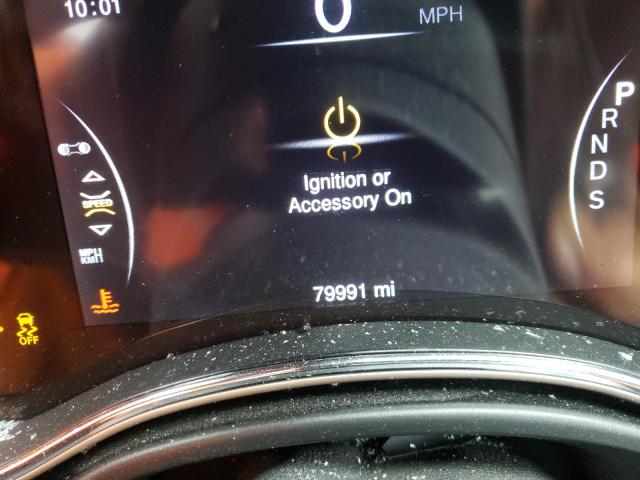 10:01
0 MPH
P
R
N
D
S
Ignition or
Accessory On
SPEED
MPH
KM/H
79991 mi
OFF